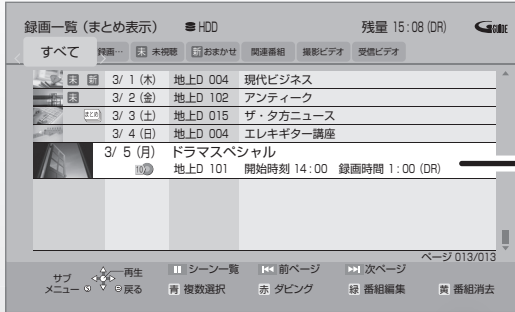 録画一覧 (まとめ表示) HDD 残量 15:08 (DR) GGUIDE
すべて 録画… 未 未視聴 新 おまかせ 関連番組 撮影ビデオ 受信ビデオ
未 新 3/ 1 (木) 地上D 004 現代ビジネス
未 3/ 2 (金) 地上D 102 アンティーク
まとめ 3/ 3 (土) 地上D 015 ザ・夕方ニュース
3/ 4 (日) 地上D 004 エレキギター講座
3/ 5 (月) ドラマスペシャル
地上D 101 開始時刻 14:00 録画時間 1:00 (DR)
ページ 013/013
サブメニュー 再生 戻る シーン一覧 前ページ 次ページ
青 複数選択 赤 ダビング 緑 番組編集 黄 番組消去